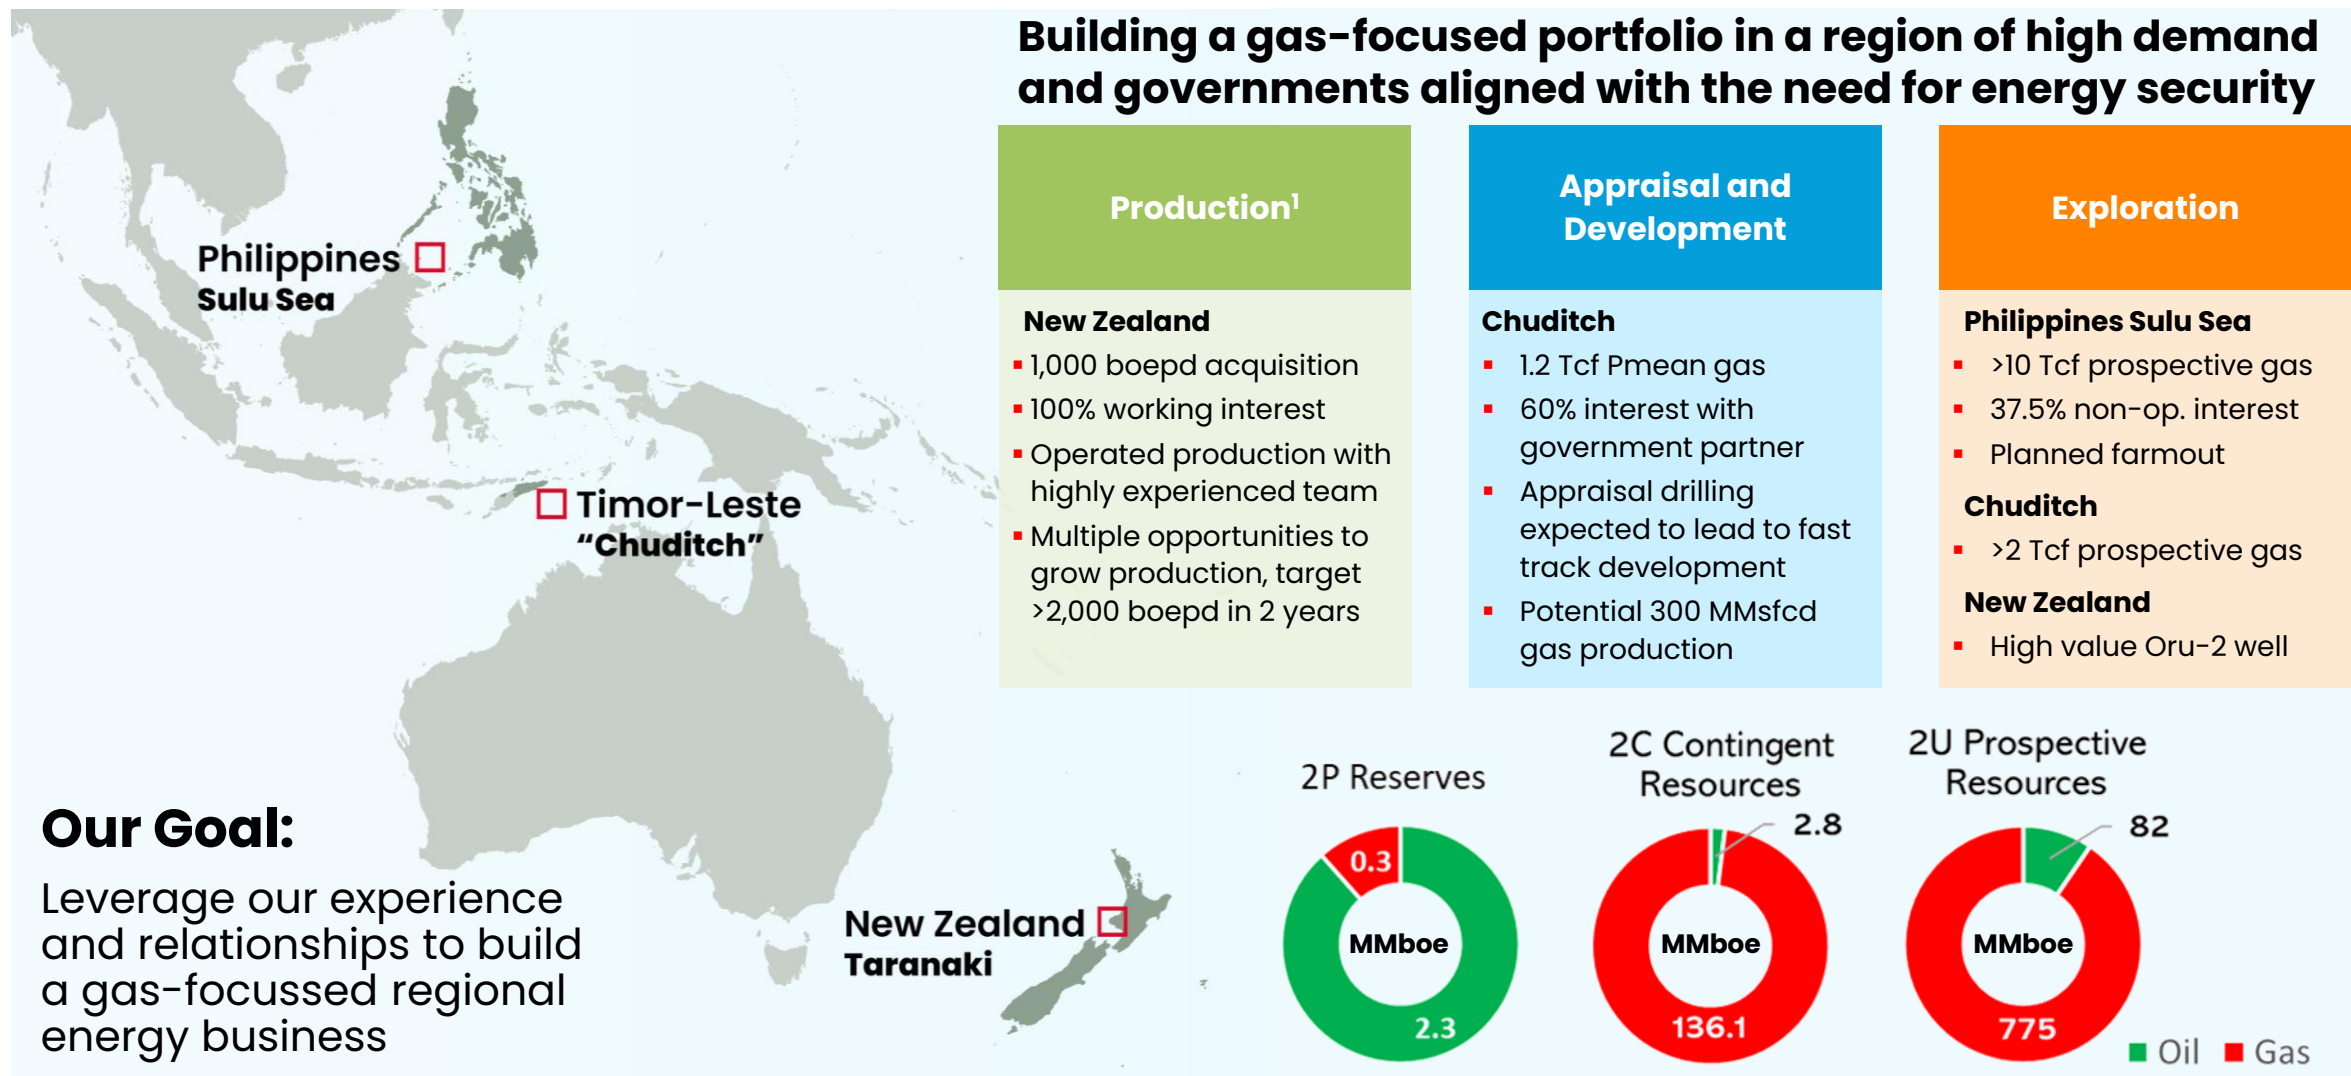 Building a gas-focused portfolio in a region of high demand
and governments aligned with the need for energy security
Philippines
Sulu Sea
Timor-Leste
“Chuditch”
New Zealand
Taranaki
Our Goal:
Leverage our experience
and relationships to build
a gas-focussed regional
energy business
Production¹
New Zealand
▪ 1,000 boepd acquisition
▪ 100% working interest
▪ Operated production with
highly experienced team
▪ Multiple opportunities to
grow production, target
>2,000 boepd in 2 years
Appraisal and
Development
Chuditch
▪ 1.2 Tcf Pmean gas
▪ 60% interest with
government partner
▪ Appraisal drilling
expected to lead to fast
track development
▪ Potential 300 MMsfcd
gas production
Exploration
Philippines Sulu Sea
▪ >10 Tcf prospective gas
▪ 37.5% non-op. interest
▪ Planned farmout
Chuditch
▪ >2 Tcf prospective gas
New Zealand
▪ High value Oru-2 well
2P Reserves
0.3
MMboe
2.3
2C Contingent
Resources
2.8
MMboe
136.1
2U Prospective
Resources
82
MMboe
775
Oil
Gas